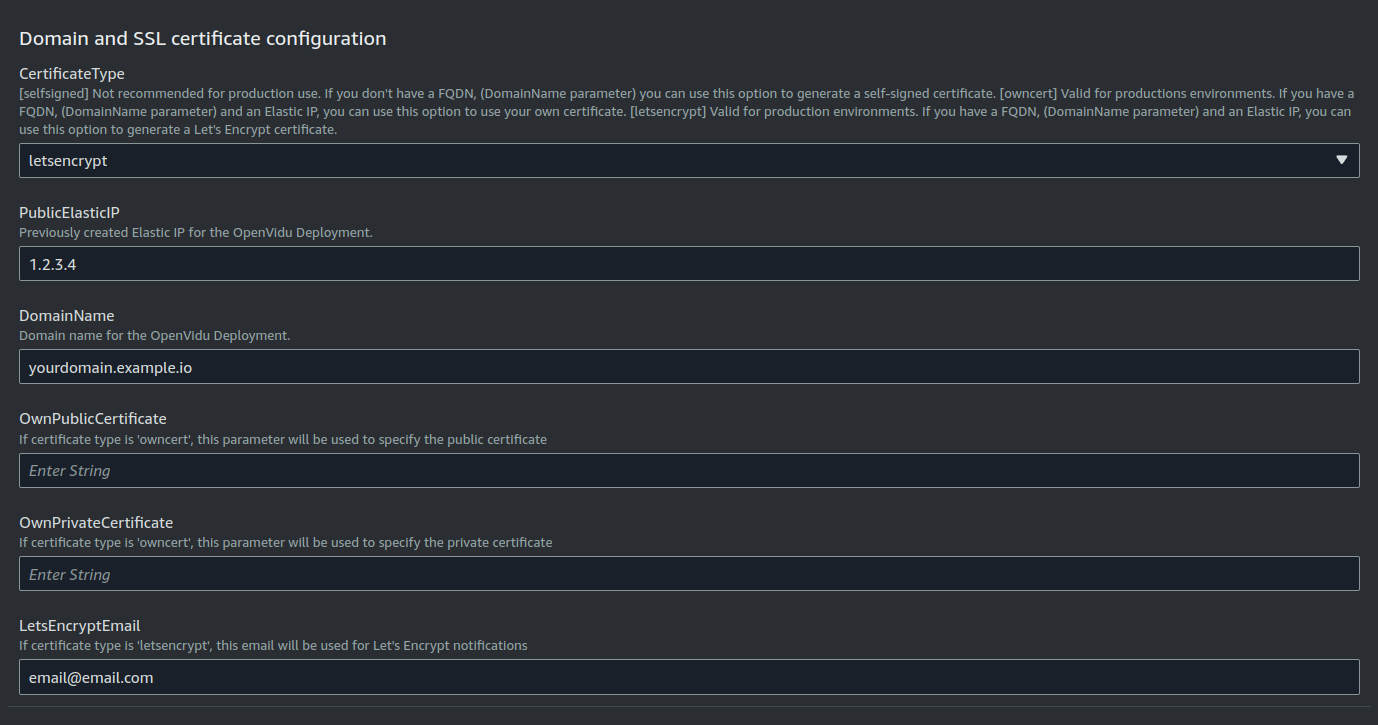 Domain and SSL certificate configuration
CertificateType
[selfsigned] Not recommended for production use. If you don't have a FQDN, (DomainName parameter) you can use this option to generate a self-signed certificate. [owncert] Valid for productions environments. If you have a
FQDN, (DomainName parameter) and an Elastic IP, you can use this option to use your own certificate. [letsencrypt] Valid for production environments. If you have a FQDN, (DomainName parameter) and an Elastic IP, you can
use this option to generate a Let's Encrypt certificate.
letsencrypt
PublicElasticIP
Previously created Elastic IP for the OpenVidu Deployment.
1.2.3.4
DomainName
Domain name for the OpenVidu Deployment.
yourdomain.example.io
OwnPublicCertificate
If certificate type is 'owncert', this parameter will be used to specify the public certificate
Enter String
OwnPrivateCertificate
If certificate type is 'owncert', this parameter will be used to specify the private certificate
Enter String
LetsEncryptEmail
If certificate type is 'letsencrypt', this email will be used for Let's Encrypt notifications
email@email.com